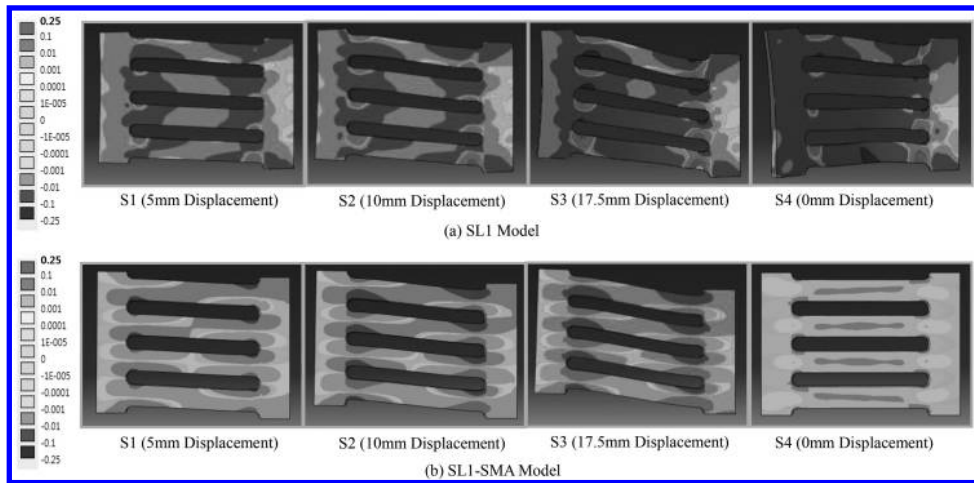 0.25
0.1
0.01
0.001
0.0001
1E-005
0
-1E-005
-0.0001
-0.001
-0.01
-0.1
-0.25
S1 (5mm Displacement)
S2 (10mm Displacement)
S3 (17.5mm Displacement)
S4 (0mm Displacement)
(a) SL1 Model
0.25
0.1
0.01
0.001
0.0001
1E-005
0
-1E-005
-0.0001
-0.001
-0.01
-0.1
-0.25
S1 (5mm Displacement)
S2 (10mm Displacement)
S3 (17.5mm Displacement)
S4 (0mm Displacement)
(b) SL1-SMA Model